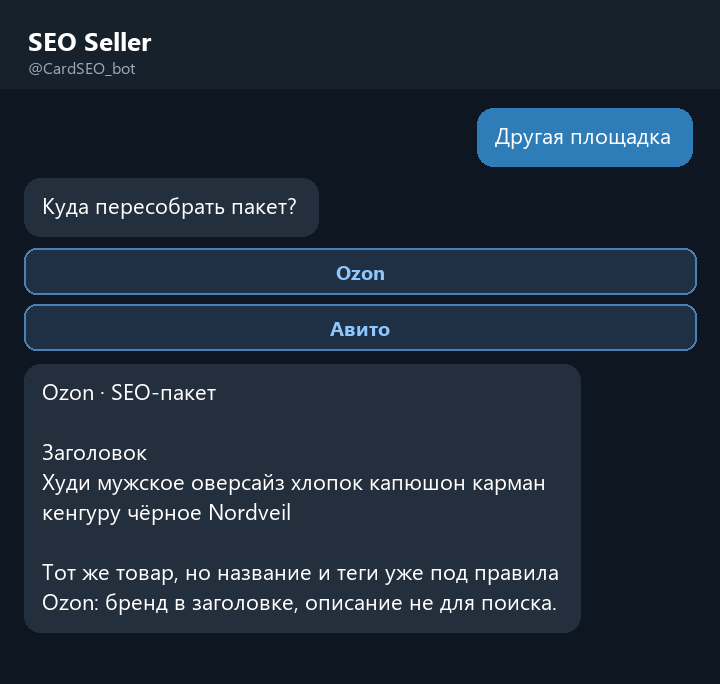 SEO Seller
@CardSEO_bot
Другая площадка
Куда пересобрать пакет?
Ozon
Авито
Ozon · SEO-пакет
Заголовок
Худи мужское оверсайз хлопок капюшон карман
кенгуру чёрное Nordveil
Тот же товар, но название и теги уже под правила
Ozon: бренд в заголовке, описание не для поиска.